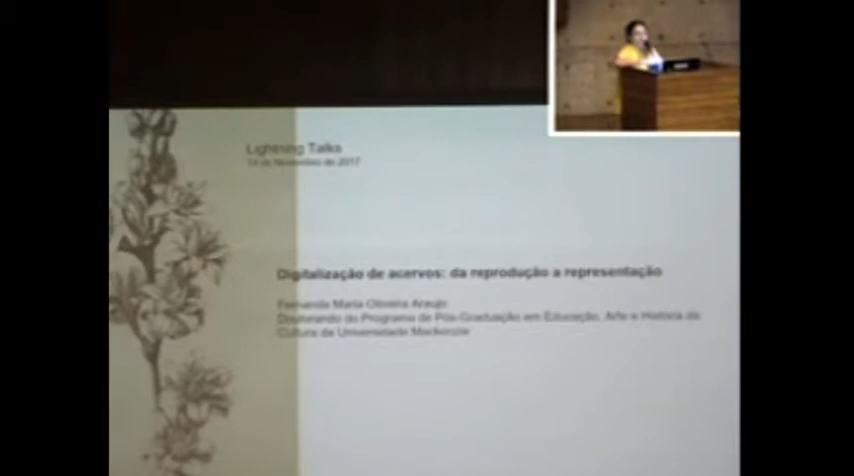 Lightning Talks
14 de Novembro de 2017
Digitalização de acervos: da reprodução a representação
Fernanda Maria Oliveira Araujo
Doutoranda do Programa de Pós-Graduação em Educação, Arte e História da
Cultura da Universidade Mackenzie